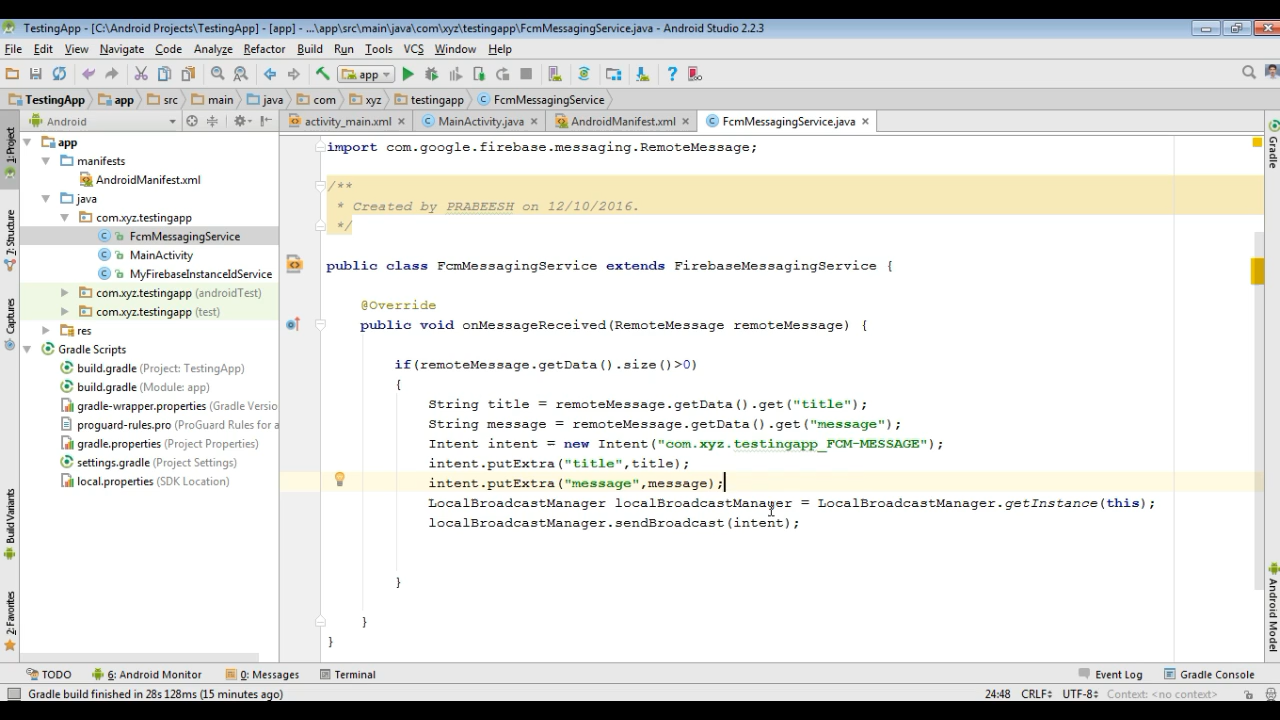 TestingApp - [C:\Android Projects\TestingApp] - [app] - ...\app\src\main\java\com\xyz\testingapp\FcmMessagingService.java - Android Studio 2.2.3
File Edit View Navigate Code Analyze Refactor Build Run Tools VCS Window Help
app
TestingApp app src main java com xyz testingapp FcmMessagingService
Android activity_main.xml MainActivity.java AndroidManifest.xml FcmMessagingService.java
1: Project
7: Structure
Captures
Build Variants
2: Favorites
app
manifests
AndroidManifest.xml
java
com.xyz.testingapp
FcmMessagingService
MainActivity
MyFirebaseInstanceIdService
com.xyz.testingapp (androidTest)
com.xyz.testingapp (test)
res
Gradle Scripts
build.gradle (Project: TestingApp)
build.gradle (Module: app)
gradle-wrapper.properties (Gradle Versio
proguard-rules.pro (ProGuard Rules for a
gradle.properties (Project Properties)
settings.gradle (Project Settings)
local.properties (SDK Location)
import com.google.firebase.messaging.RemoteMessage;
/**
* Created by PRABEESH on 12/10/2016.
*/
public class FcmMessagingService extends FirebaseMessagingService {
@Override
public void onMessageReceived(RemoteMessage remoteMessage) {
if(remoteMessage.getData().size()>0)
{
String title = remoteMessage.getData().get("title");
String message = remoteMessage.getData().get("message");
Intent intent = new Intent("com.xyz.testingapp_FCM-MESSAGE");
intent.putExtra("title",title);
intent.putExtra("message",message);
LocalBroadcastManager localBroadcastManager = LocalBroadcastManager.getInstance(this);
localBroadcastManager.sendBroadcast(intent);
}
}
}
Gradle
Android Model
TODO 6: Android Monitor 0: Messages Terminal Event Log Gradle Console
Gradle build finished in 28s 128ms (15 minutes ago) 24:48 CRLF UTF-8 Context: <no context>